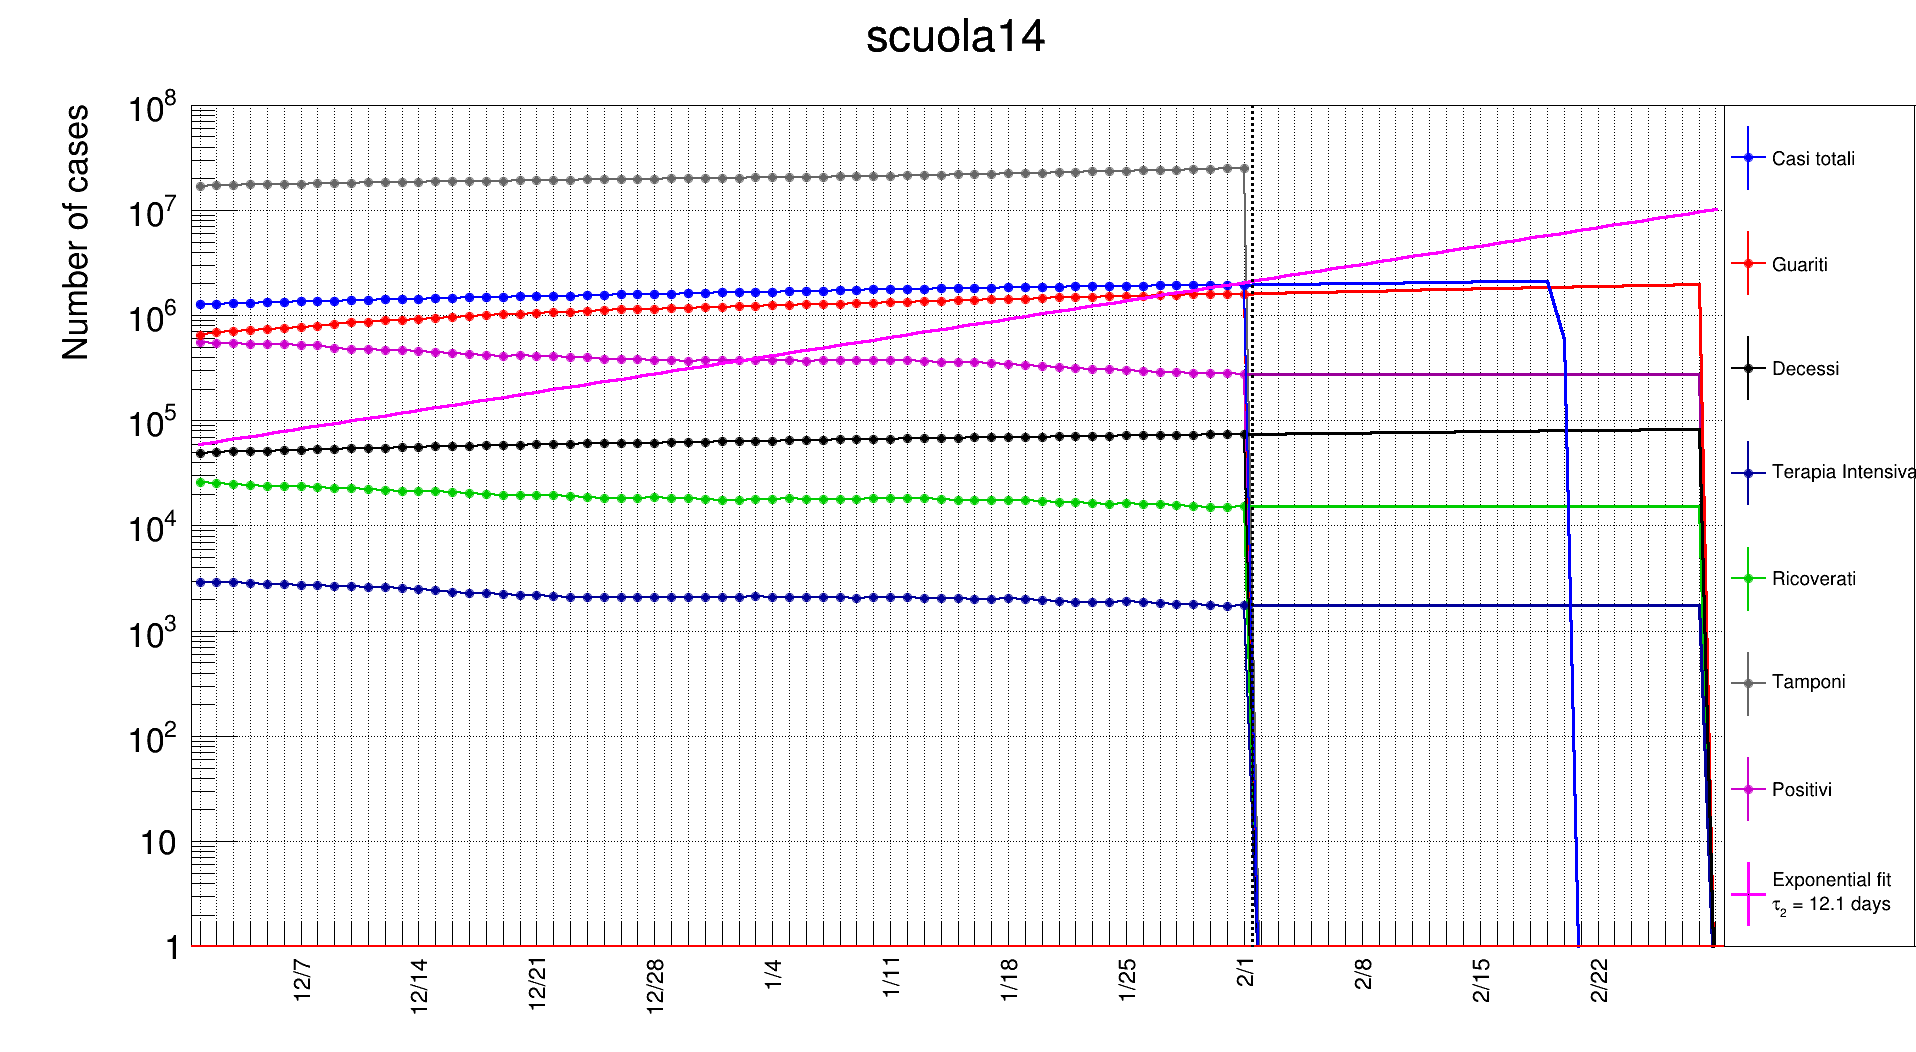 scuola14
Number of cases
10^8
10^7
10^6
10^5
10^4
10^3
10^2
10
1
12/7
12/14
12/21
12/28
1/4
1/11
1/18
1/25
2/1
2/8
2/15
2/22
Casi totali
Guariti
Decessi
Terapia Intensiva
Ricoverati
Tamponi
Positivi
Exponential fit
τ_2 = 12.1 days